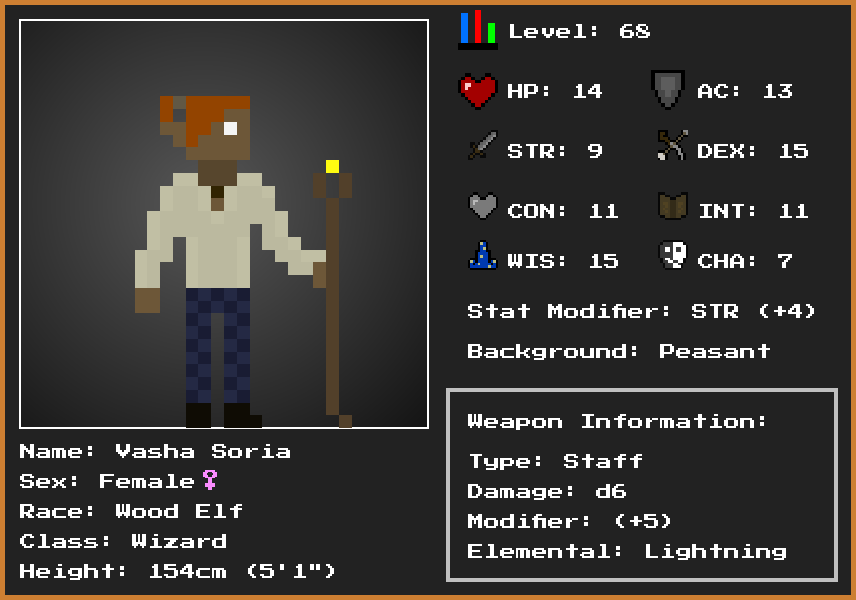 Level: 68
HP: 14
AC: 13
STR: 9
DEX: 15
CON: 11
INT: 11
WIS: 15
CHA: 7
Stat Modifier: STR (+4)
Background: Peasant
Weapon Information:
Type: Staff
Damage: d6
Modifier: (+5)
Elemental: Lightning
Name: Vasha Soria
Sex: Female♀
Race: Wood Elf
Class: Wizard
Height: 154cm (5'1")